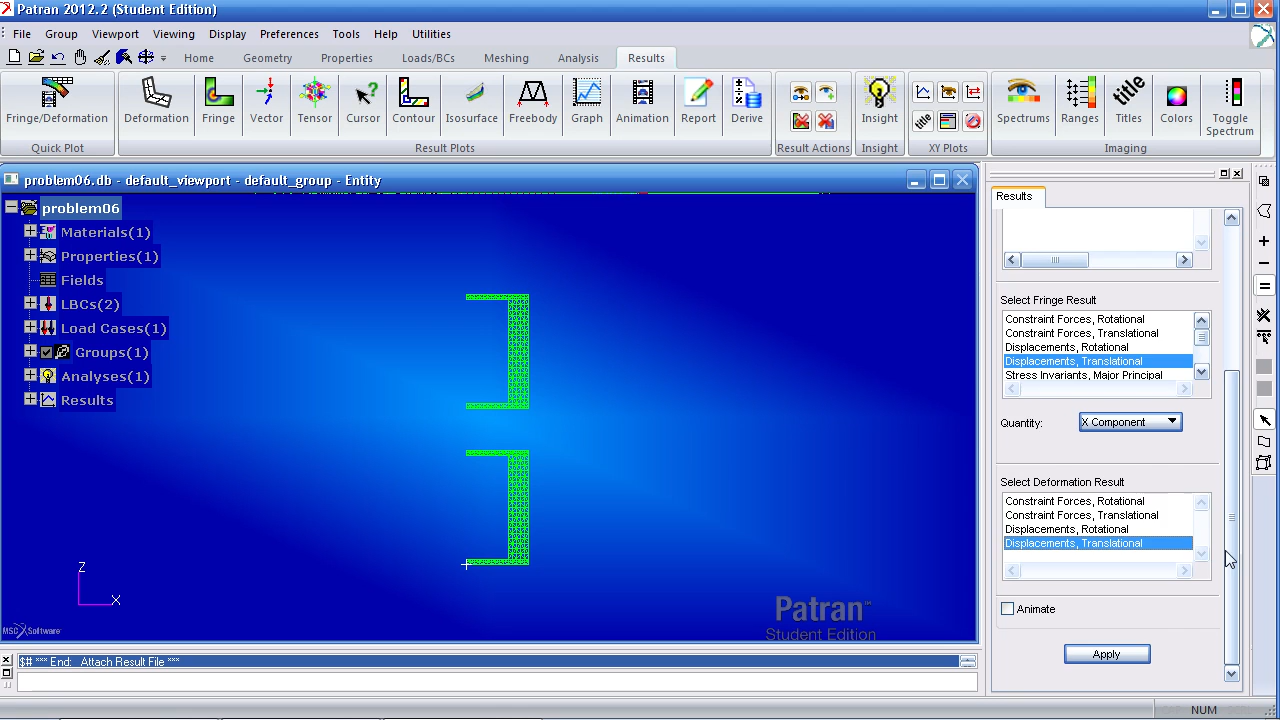 Patran 2012.2 (Student Edition)
File Group Viewport Viewing Display Preferences Tools Help Utilities
Home Geometry Properties Loads/BCs Meshing Analysis Results
Fringe/Deformation Deformation Fringe Vector Tensor Cursor Contour Isosurface Freebody Graph Animation Report Derive Insight Spectrums Ranges Titles Colors Toggle Spectrum
Quick Plot Result Plots Result Actions Insight XY Plots Imaging
problem06.db - default_viewport - default_group - Entity
problem06
Materials(1)
Properties(1)
Fields
LBCs(2)
Load Cases(1)
Groups(1)
Analyses(1)
Results
Z
X
MSC Software
Patran™
Student Edition
Results
Select Fringe Result
Constraint Forces, Rotational
Constraint Forces, Translational
Displacements, Rotational
Displacements, Translational
Stress Invariants, Major Principal
Quantity: X Component
Select Deformation Result
Constraint Forces, Rotational
Constraint Forces, Translational
Displacements, Rotational
Displacements, Translational
Animate
Apply
$# *** End: Attach Result File ***
NUM